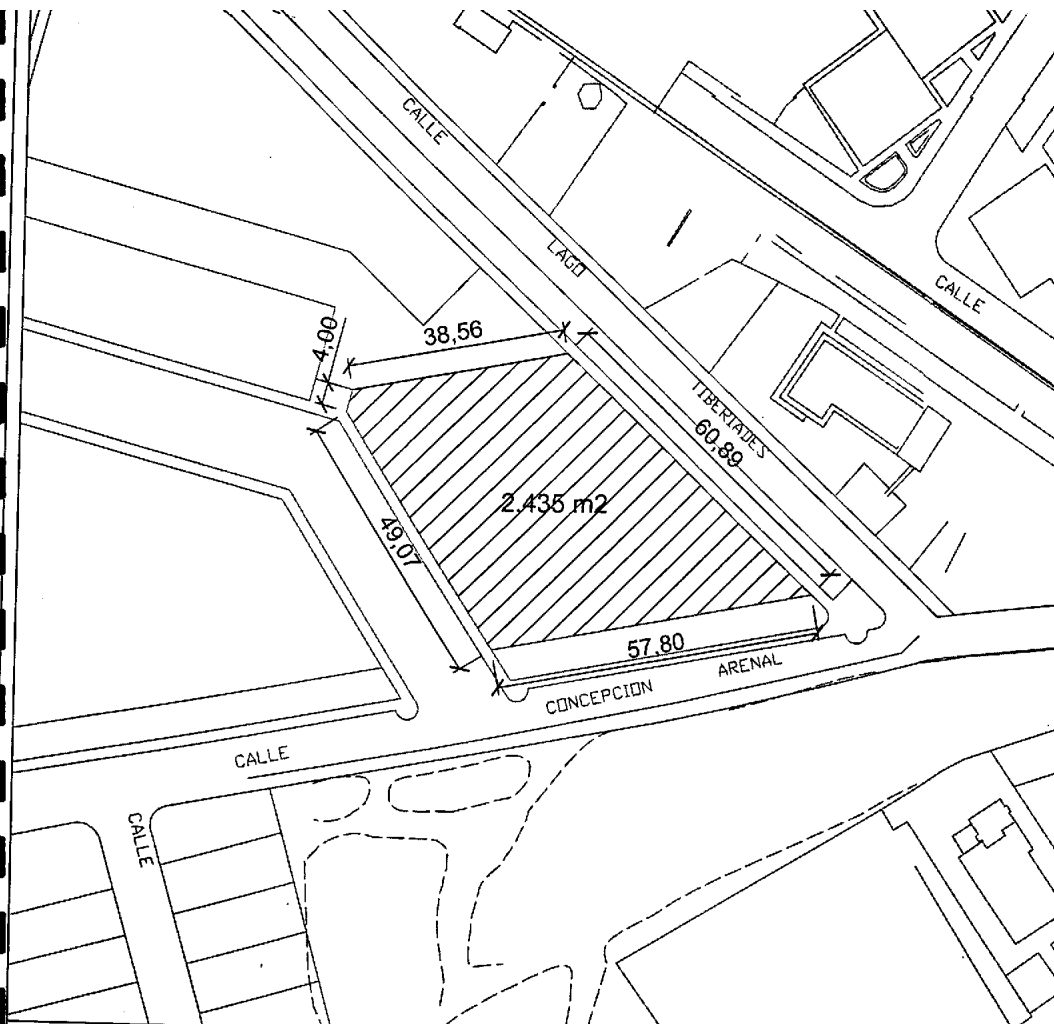 CALLE
LAGO
TIBERIADES
CALLE
4,00
38,56
60,89
2.435 m2
49,07
57,80
CONCEPCION
ARENAL
CALLE
CALLE